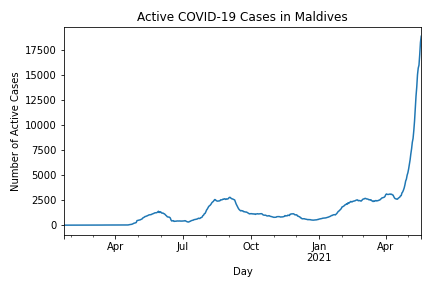 Active COVID-19 Cases in Maldives
Number of Active Cases
17500
15000
12500
10000
7500
5000
2500
0
Apr Jul Oct Jan Apr
2021
Day